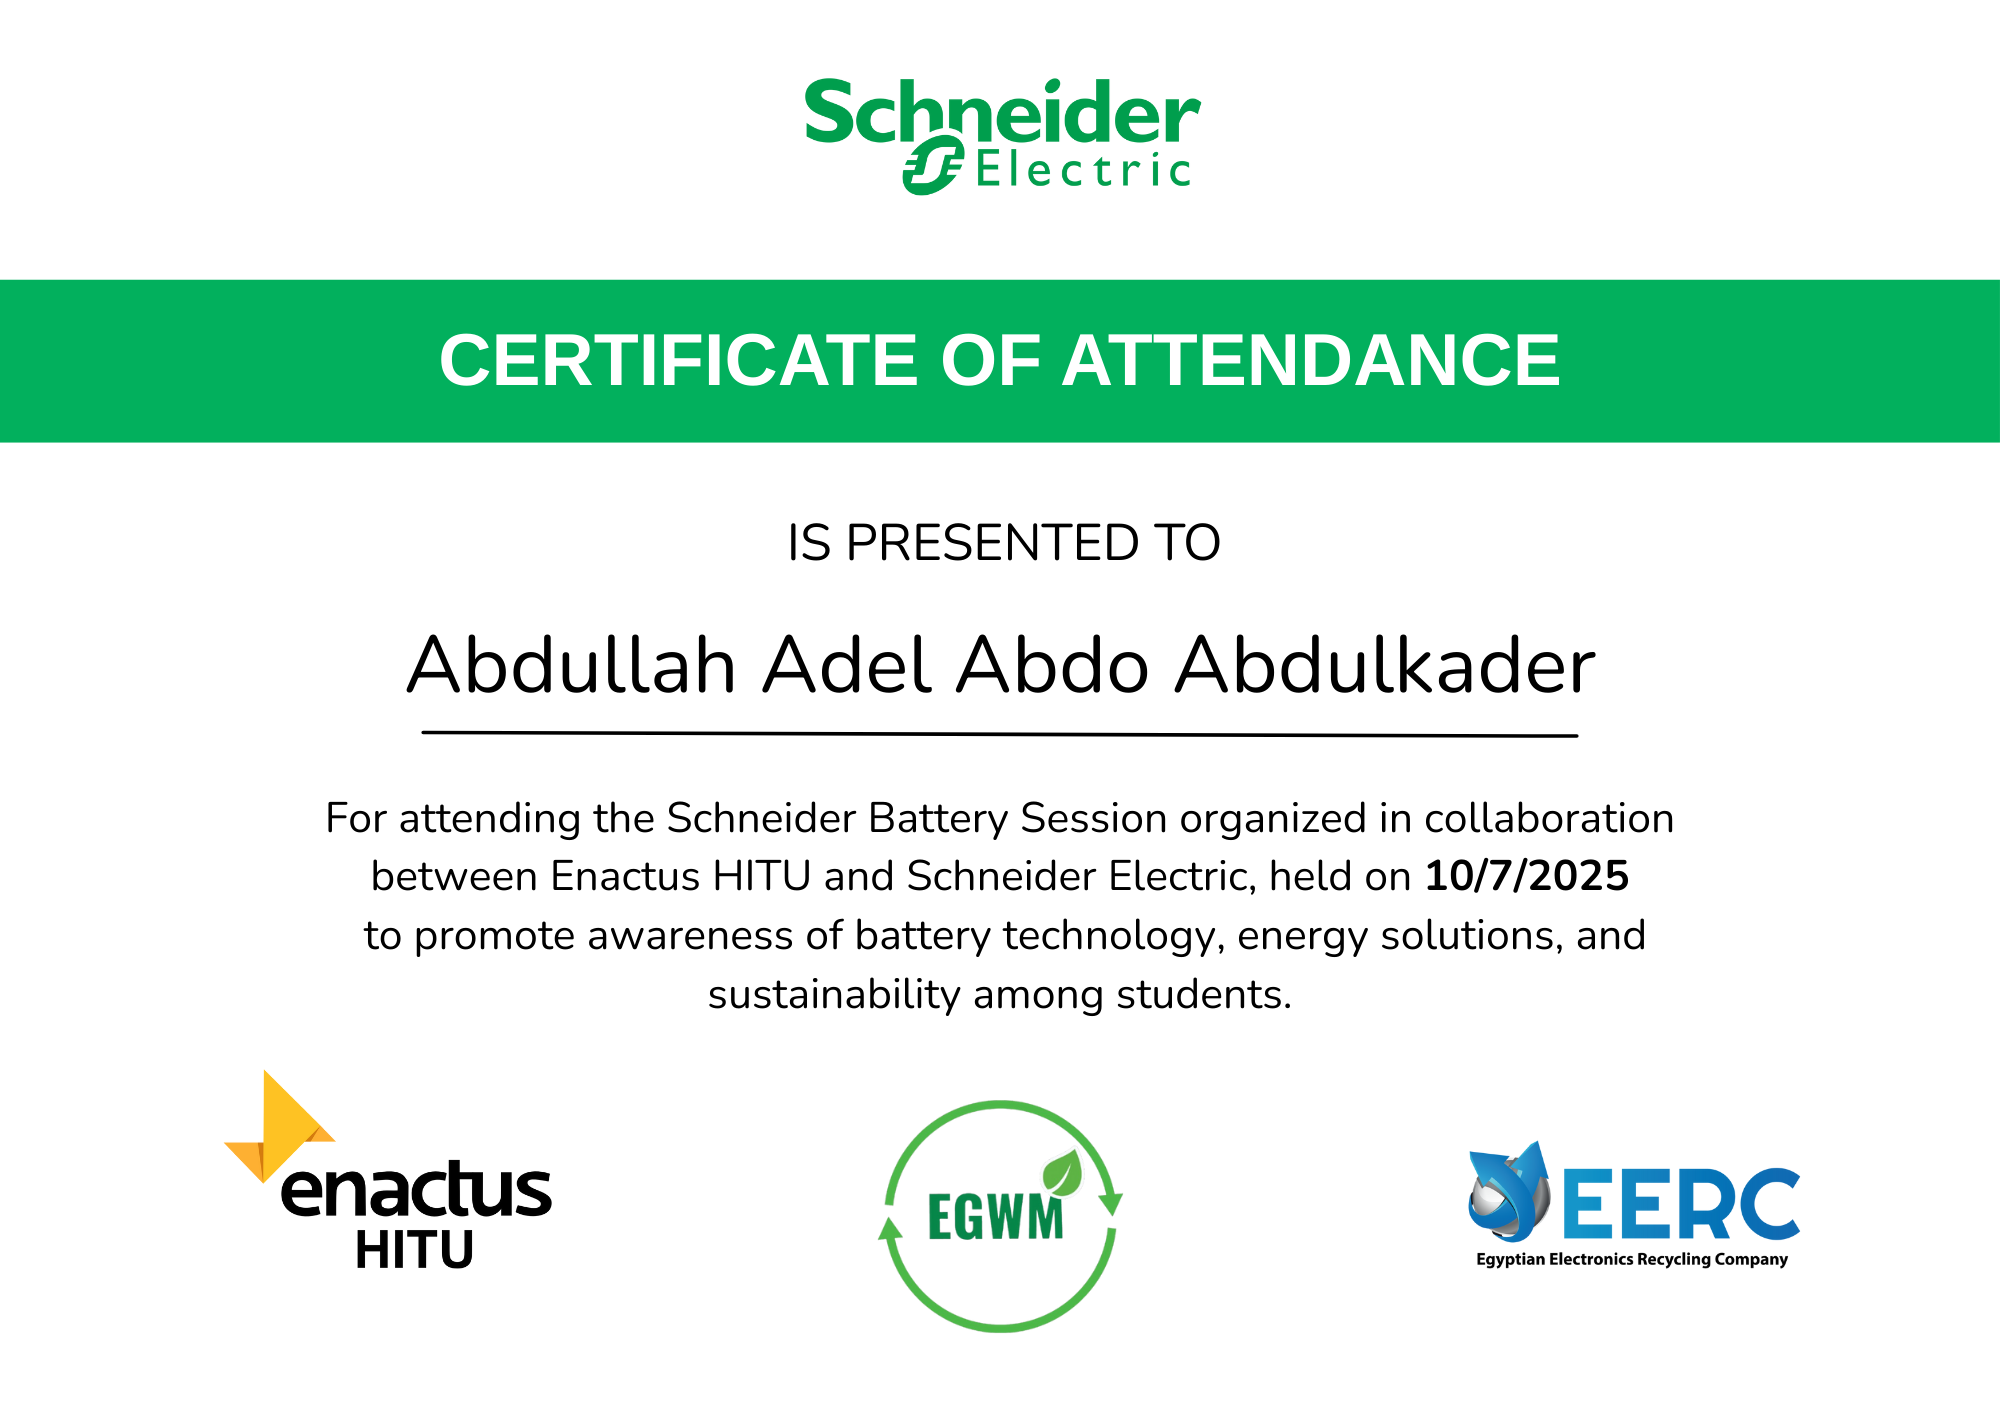 Schneider
Electric
CERTIFICATE OF ATTENDANCE
IS PRESENTED TO
Abdullah Adel Abdo Abdulkader
For attending the Schneider Battery Session organized in collaboration
between Enactus HITU and Schneider Electric, held on 10/7/2025
to promote awareness of battery technology, energy solutions, and
sustainability among students.
enactus
HITU
EGWM
EERC
Egyptian Electronics Recycling Company